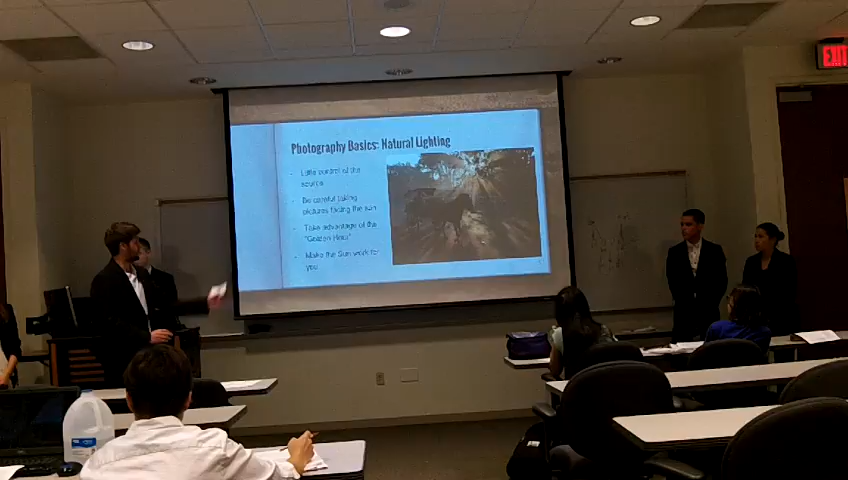 EXIT
Photography Basics: Natural Lighting
- Little control of the
source
- Be careful taking
pictures facing the sun
- Take advantage of the
"Golden Hour"
- Make the Sun work for
you